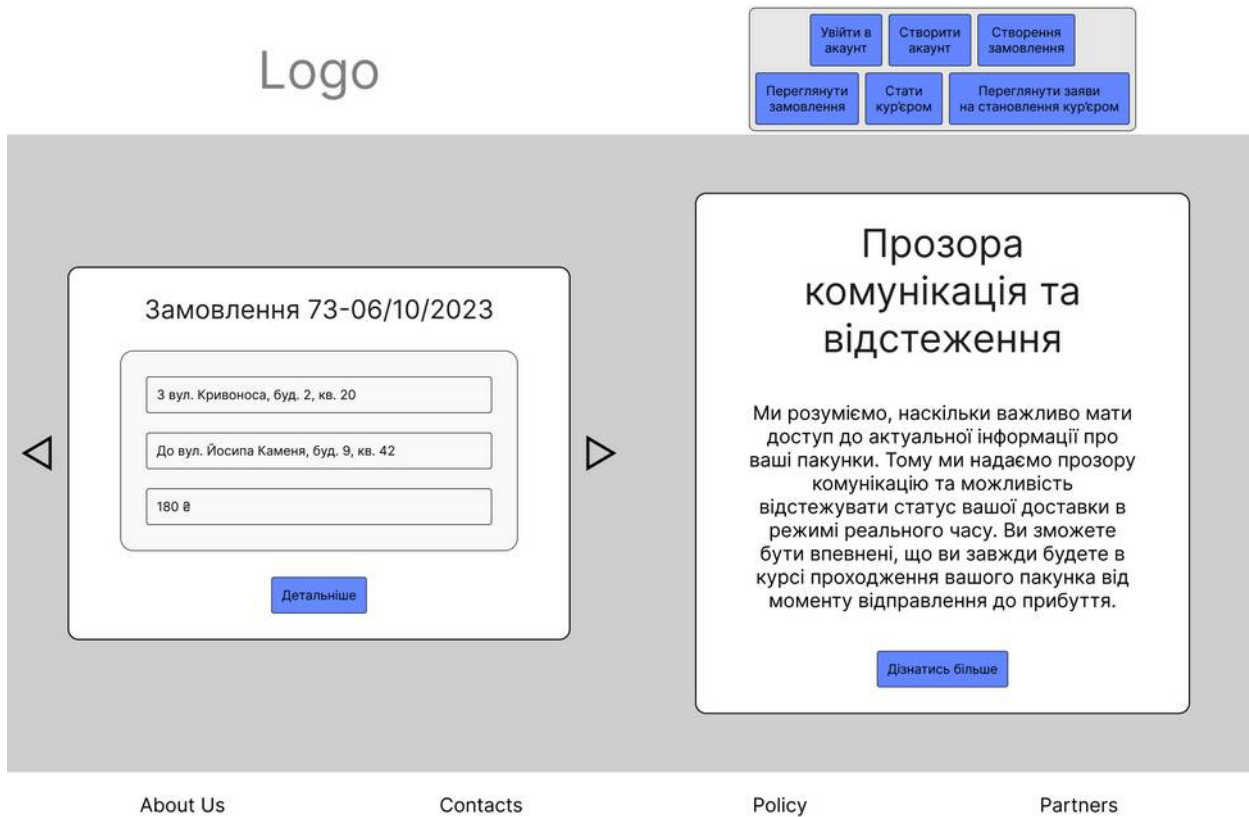 Logo
Увійти в
акаунт
Створити
акаунт
Створення
замовлення
Переглянути
замовлення
Стати
кур'єром
Переглянути заяви
на становлення кур'єром
Замовлення 73-06/10/2023
З вул. Кривоноса, буд. 2, кв. 20
До вул. Йосипа Каменя, буд. 9, кв. 42
180 ₴
Детальніше
Прозора
комунікація та
відстеження
Ми розуміємо, наскільки важливо мати
доступ до актуальної інформації про
ваші пакунки. Тому ми надаємо прозору
комунікацію та можливість
відстежувати статус вашої доставки в
режимі реального часу. Ви зможете
бути впевнені, що ви завжди будете в
курсі проходження вашого пакунка від
моменту відправлення до прибуття.
Дізнатись більше
About Us
Contacts
Policy
Partners